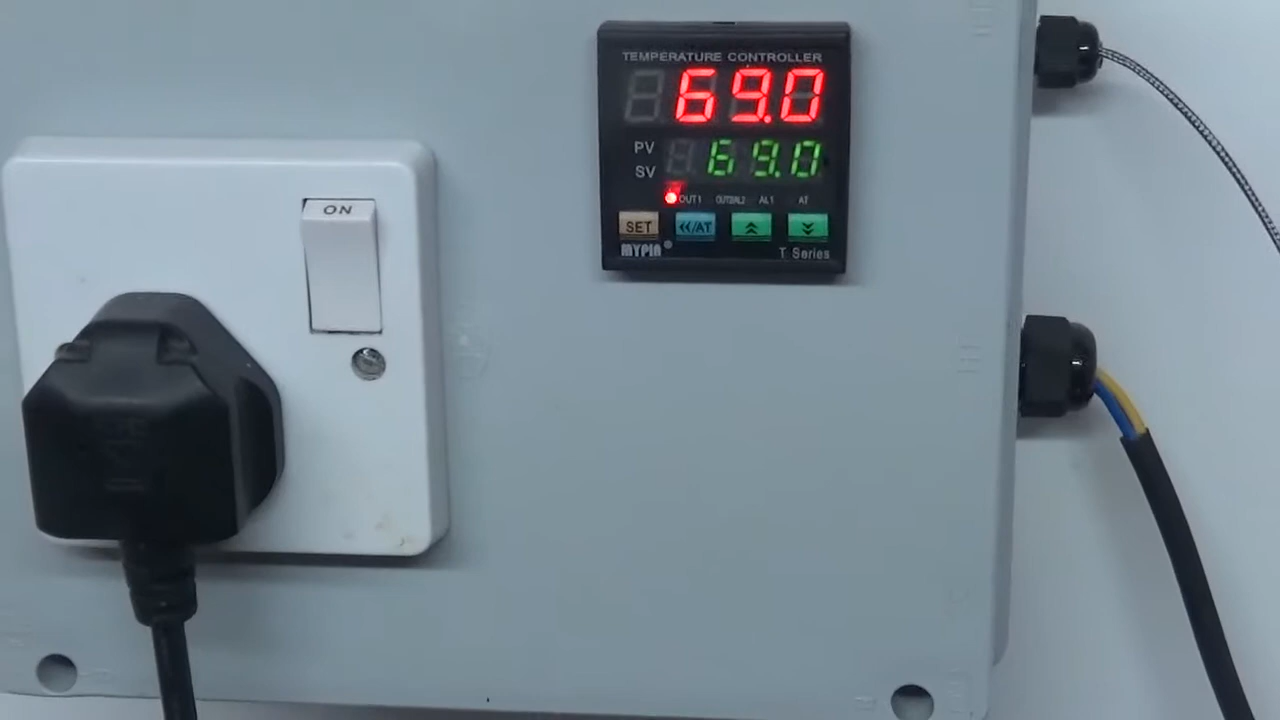 TEMPERATURE CONTROLLER
69.0
PV
69.0
SV
OUT1 OUT2/AL2 AL1 AT
SET «/AT
MYPIN® T Series
ON